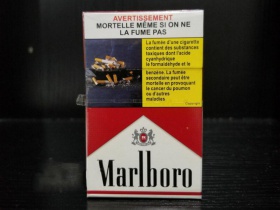 AVERTISSEMENT
MORTELLE MÊME SI ON NE
LA FUME PAS
La fumée d'une cigarette
contient des substances
toxiques dont l'acide
cyanhydrique
le formaldéhyde et le
benzène. La fumée
secondaire peut être
mortelle en provoquant
le cancer du poumon
ou d'autres
maladies.
Marlboro